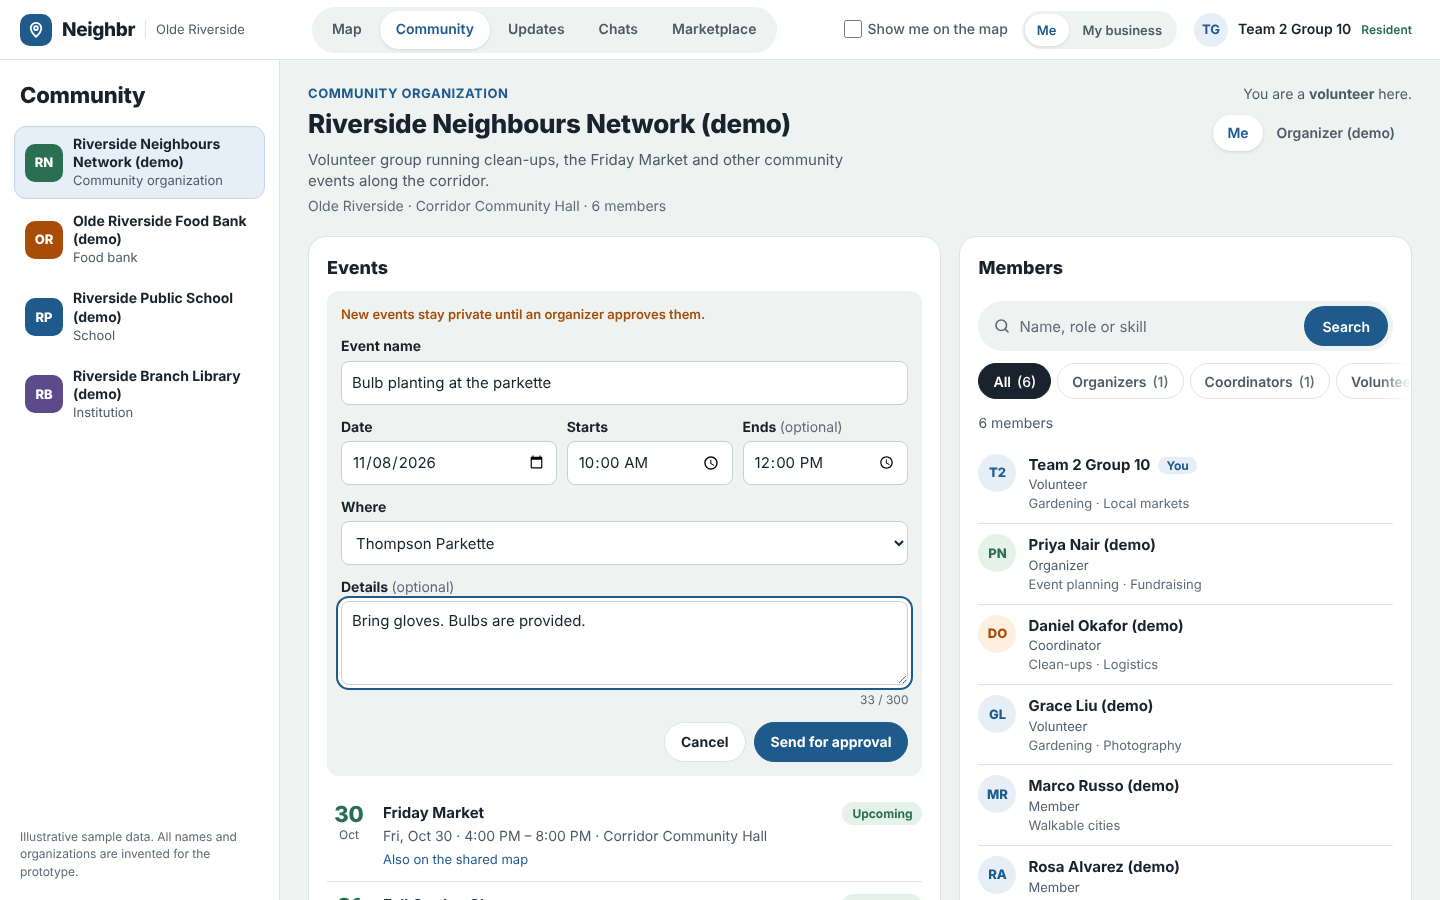 Neighbr
Olde Riverside
Map
Community
Updates
Chats
Marketplace
Show me on the map
Me
My business
TG
Team 2 Group 10
Resident
Community
RN
Riverside Neighbours
Network (demo)
Community organization
OR
Olde Riverside Food Bank
(demo)
Food bank
RP
Riverside Public School
(demo)
School
RB
Riverside Branch Library
(demo)
Institution
Illustrative sample data. All names and
organizations are invented for the
prototype.
COMMUNITY ORGANIZATION
Riverside Neighbours Network (demo)
Volunteer group running clean-ups, the Friday Market and other community
events along the corridor.
Olde Riverside · Corridor Community Hall · 6 members
You are a volunteer here.
Me
Organizer (demo)
Events
New events stay private until an organizer approves them.
Event name
Bulb planting at the parkette
Date
Starts
Ends (optional)
11/08/2026
10:00 AM
12:00 PM
Where
Thompson Parkette
Details (optional)
Bring gloves. Bulbs are provided.
33 / 300
Cancel
Send for approval
30
Oct
Friday Market
Fri, Oct 30 · 4:00 PM – 8:00 PM · Corridor Community Hall
Also on the shared map
Upcoming
Members
Name, role or skill
Search
All (6)
Organizers (1)
Coordinators (1)
6 members
T2
Team 2 Group 10
You
Volunteer
Gardening · Local markets
PN
Priya Nair (demo)
Organizer
Event planning · Fundraising
DO
Daniel Okafor (demo)
Coordinator
Clean-ups · Logistics
GL
Grace Liu (demo)
Volunteer
Gardening · Photography
MR
Marco Russo (demo)
Member
Walkable cities
RA
Rosa Alvarez (demo)
Member